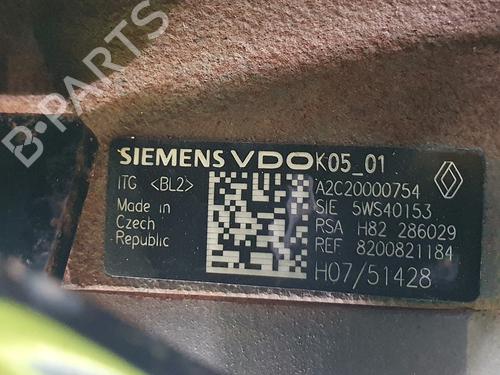 SIEMENS VDO K05_01
ITG <BL2>
A2C20000754
Made in
Czech
Republic
SIE 5WS40153
RSA H82 286029
REF 8200821184
H07/51428